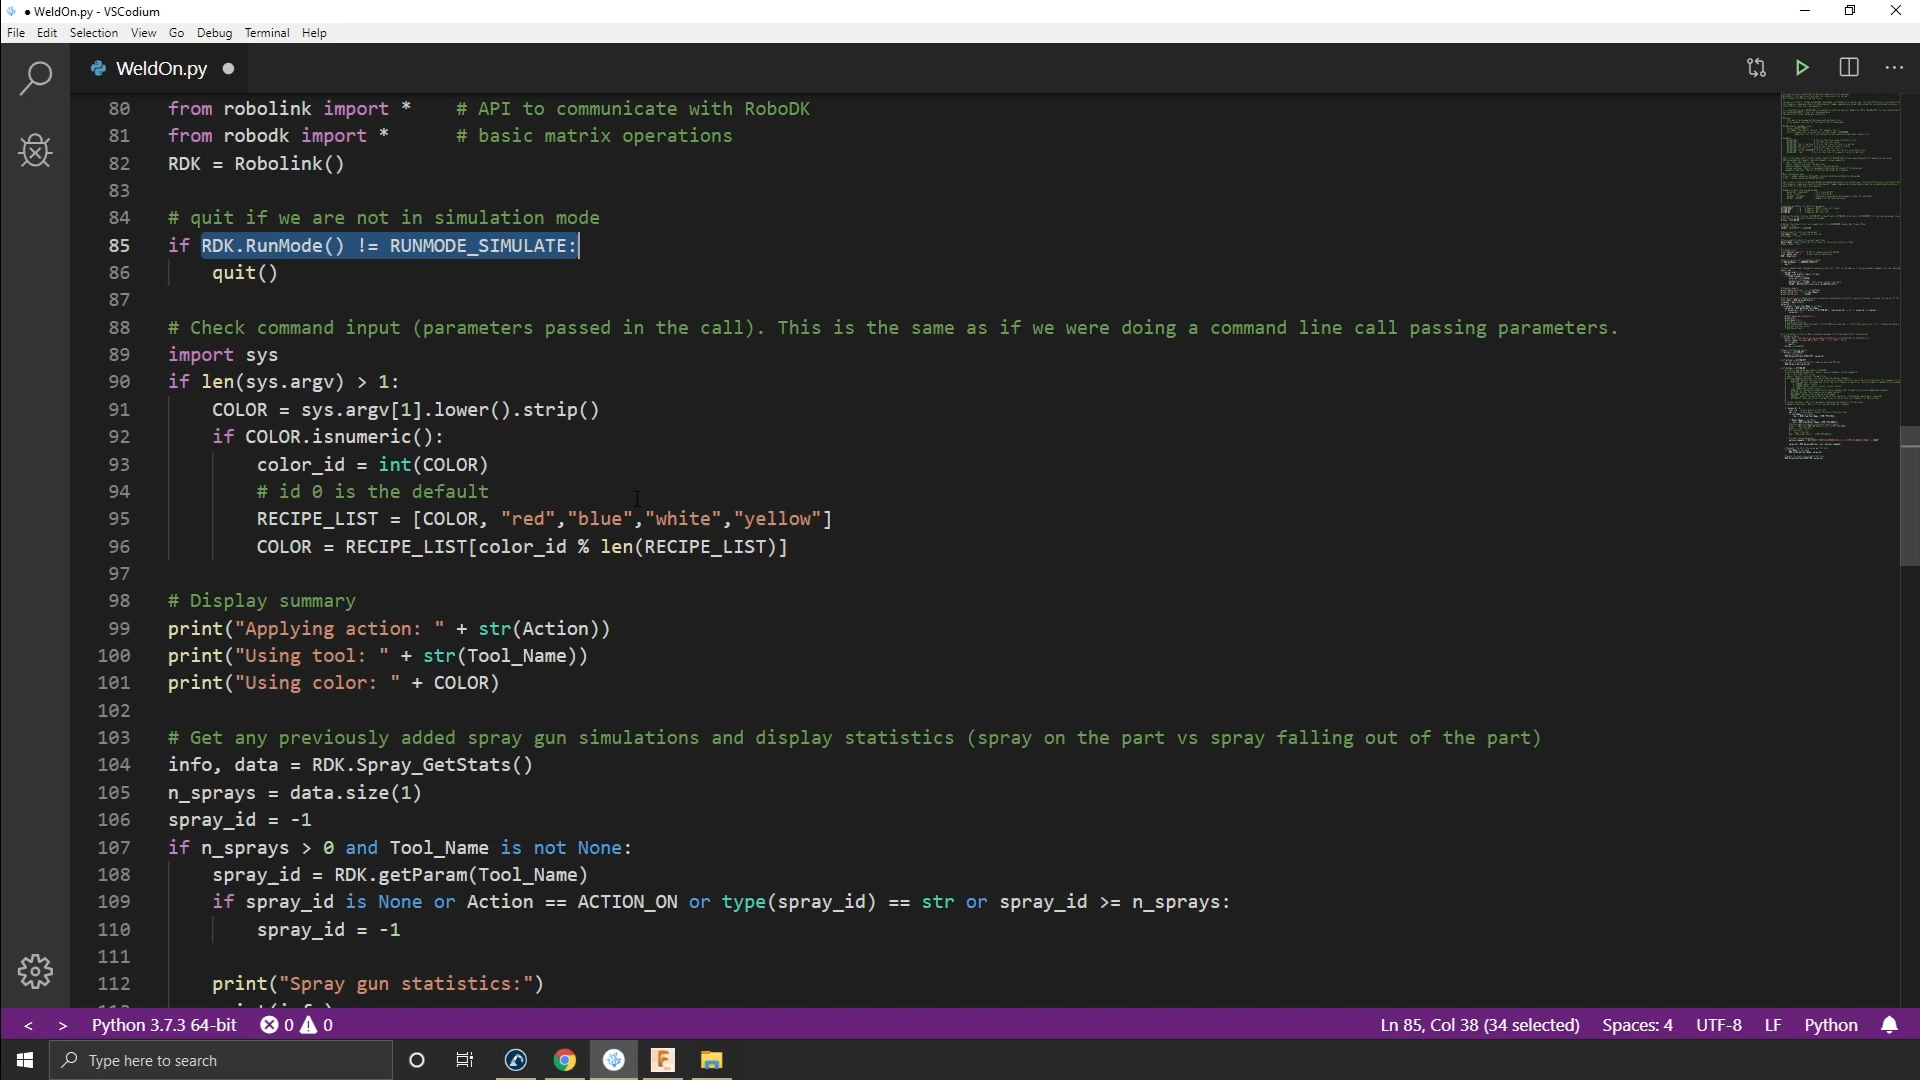 ● WeldOn.py - VSCodium
File Edit Selection View Go Debug Terminal Help
WeldOn.py ●
80 from robolink import * # API to communicate with RoboDK
81 from robodk import * # basic matrix operations
82 RDK = Robolink()
83
84 # quit if we are not in simulation mode
85 if RDK.RunMode() != RUNMODE_SIMULATE:
86 quit()
87
88 # Check command input (parameters passed in the call). This is the same as if we were doing a command line call passing parameters.
89 import sys
90 if len(sys.argv) > 1:
91 COLOR = sys.argv[1].lower().strip()
92 if COLOR.isnumeric():
93 color_id = int(COLOR)
94 # id 0 is the default
95 RECIPE_LIST = [COLOR, "red","blue","white","yellow"]
96 COLOR = RECIPE_LIST[color_id % len(RECIPE_LIST)]
97
98 # Display summary
99 print("Applying action: " + str(Action))
100 print("Using tool: " + str(Tool_Name))
101 print("Using color: " + COLOR)
102
103 # Get any previously added spray gun simulations and display statistics (spray on the part vs spray falling out of the part)
104 info, data = RDK.Spray_GetStats()
105 n_sprays = data.size(1)
106 spray_id = -1
107 if n_sprays > 0 and Tool_Name is not None:
108 spray_id = RDK.getParam(Tool_Name)
109 if spray_id is None or Action == ACTION_ON or type(spray_id) == str or spray_id >= n_sprays:
110 spray_id = -1
111
112 print("Spray gun statistics:")
< > Python 3.7.3 64-bit 0 0 Ln 85, Col 38 (34 selected) Spaces: 4 UTF-8 LF Python
Type here to search